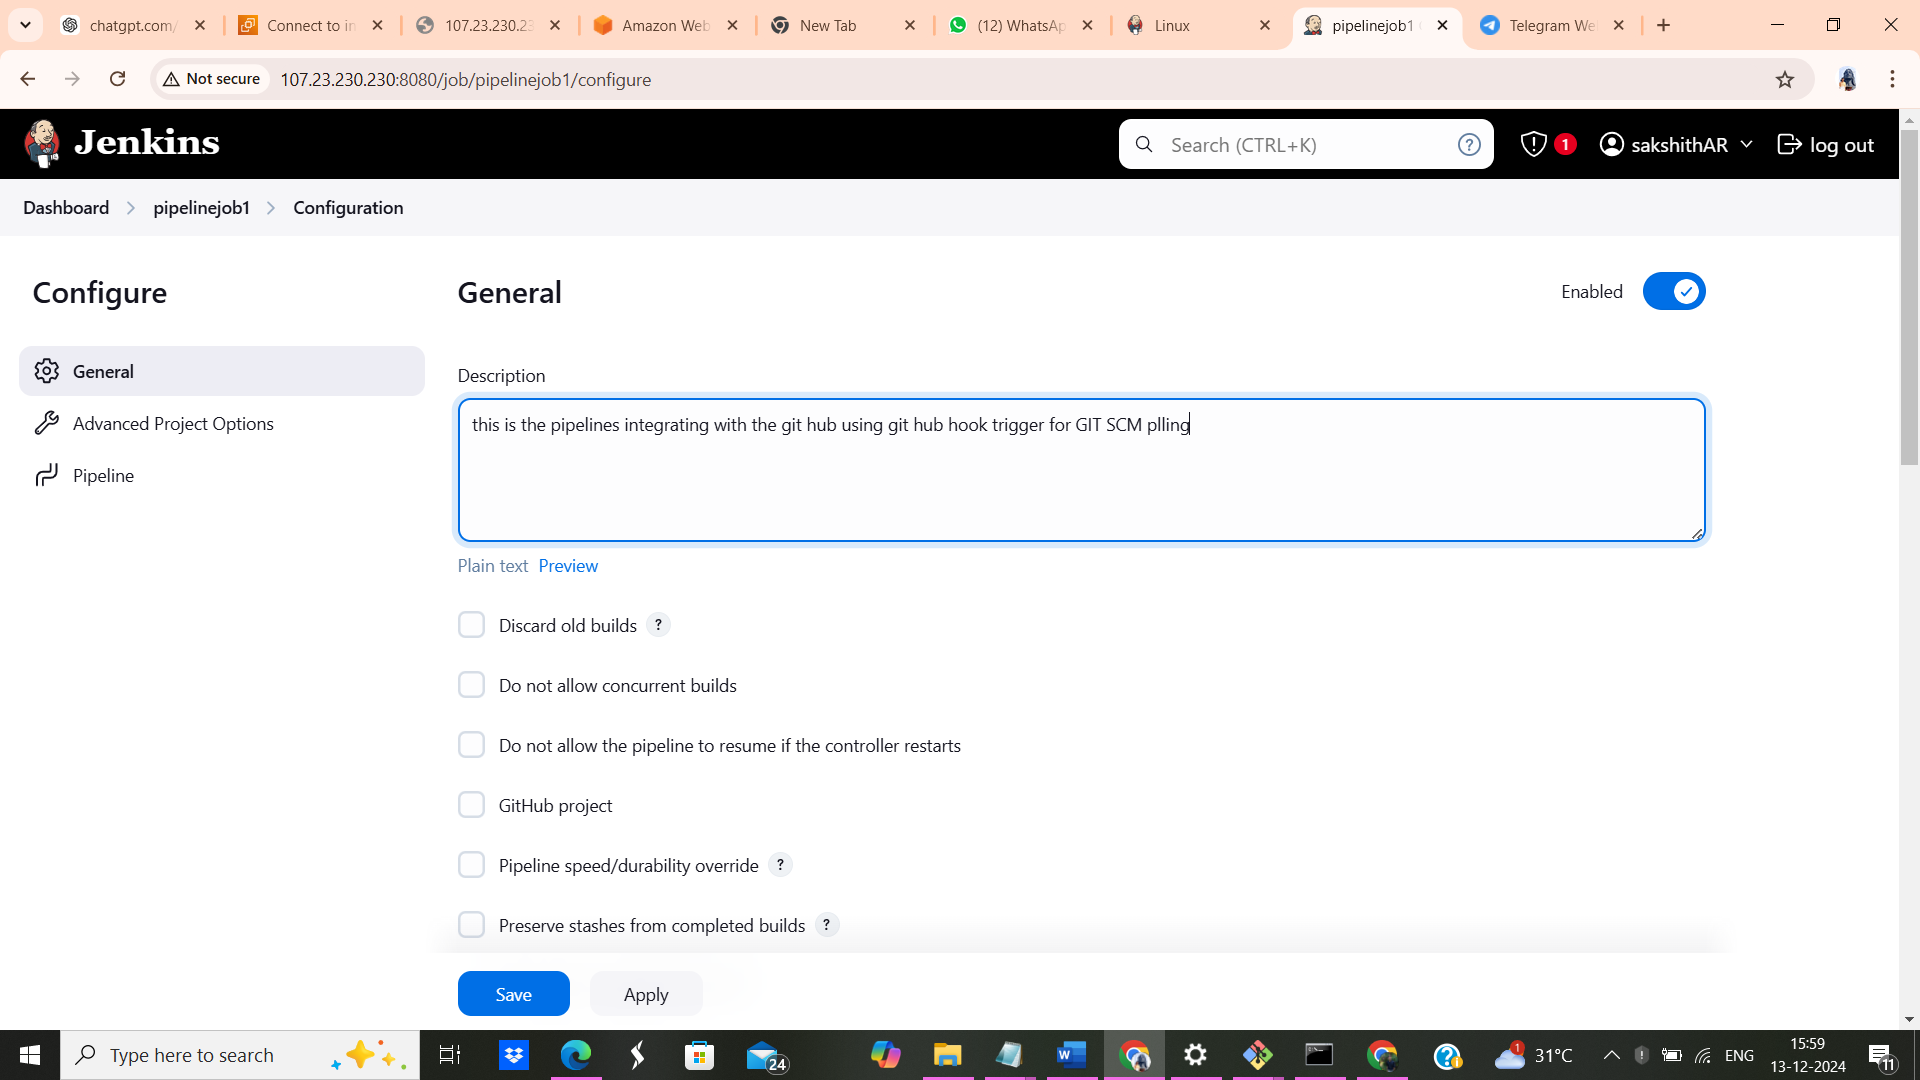 chatgpt.com/
Connect to in
107.23.230.23
Amazon Web
New Tab
(12) WhatsAp
Linux
pipelinejob1
Telegram We
Not secure
107.23.230.230:8080/job/pipelinejob1/configure
Jenkins
Search (CTRL+K)
?
1
sakshithAR
log out
Dashboard
pipelinejob1
Configuration
Configure
General
Enabled
General
Advanced Project Options
Pipeline
Description
this is the pipelines integrating with the git hub using git hub hook trigger for GIT SCM plling
Plain text Preview
Discard old builds ?
Do not allow concurrent builds
Do not allow the pipeline to resume if the controller restarts
GitHub project
Pipeline speed/durability override ?
Preserve stashes from completed builds ?
Save
Apply
Type here to search
24
1
31°C
ENG
15:59
13-12-2024
11